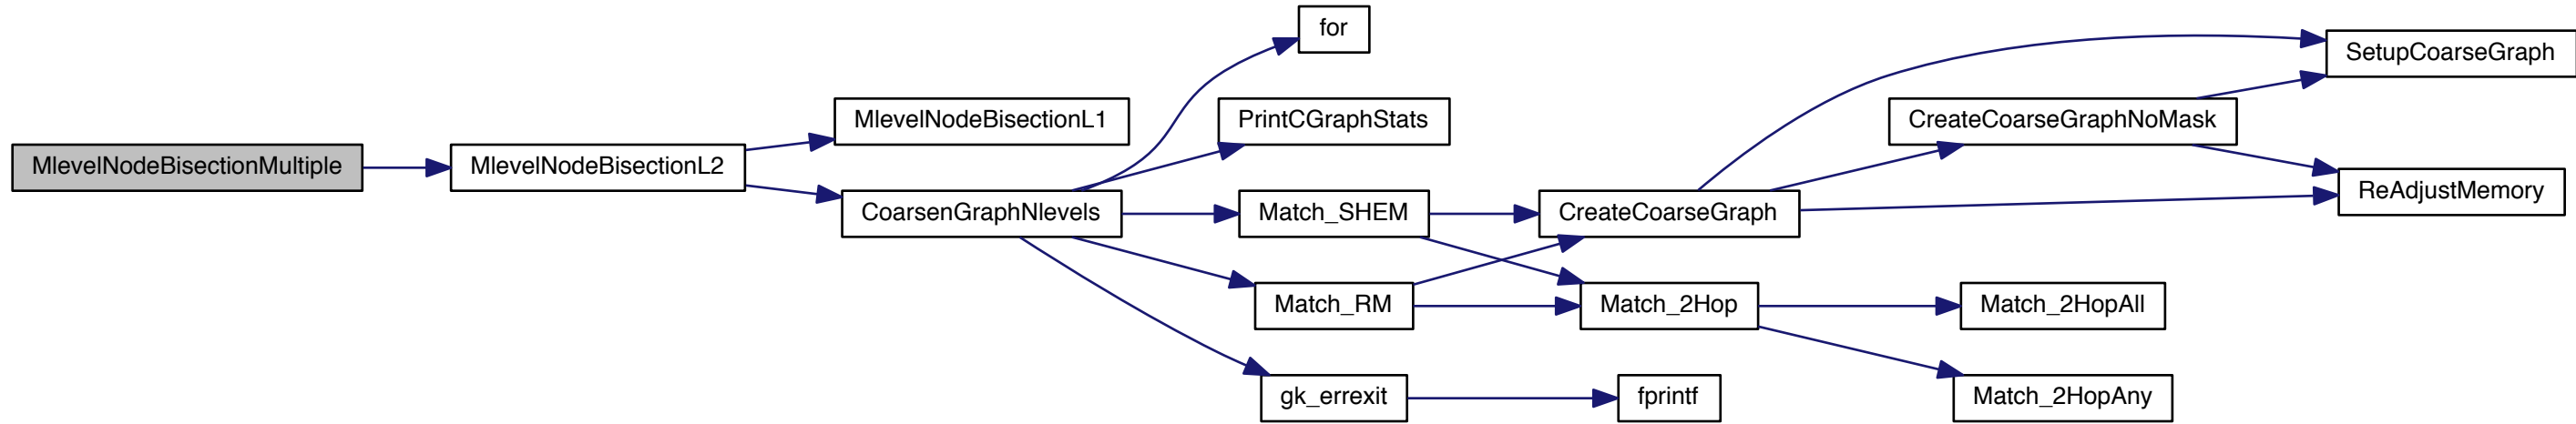 MlevelNodeBisectionMultiple
MlevelNodeBisectionL2
MlevelNodeBisectionL1
CoarsenGraphNlevels
for
PrintCGraphStats
Match_SHEM
Match_RM
gk_errexit
CreateCoarseGraph
Match_2Hop
fprintf
CreateCoarseGraphNoMask
Match_2HopAll
Match_2HopAny
SetupCoarseGraph
ReAdjustMemory